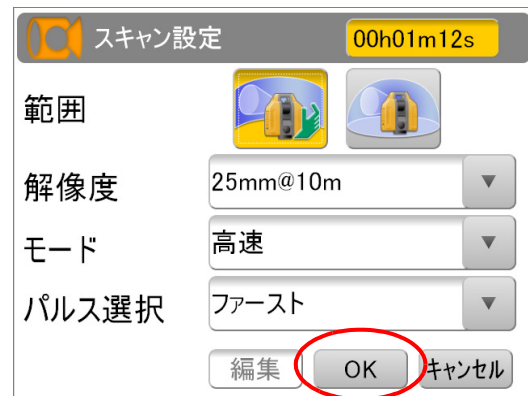 スキャン設定 00h01m12s
範囲
解像度 25mm@10m
モード 高速
パルス選択 ファースト
編集 OK キャンセル